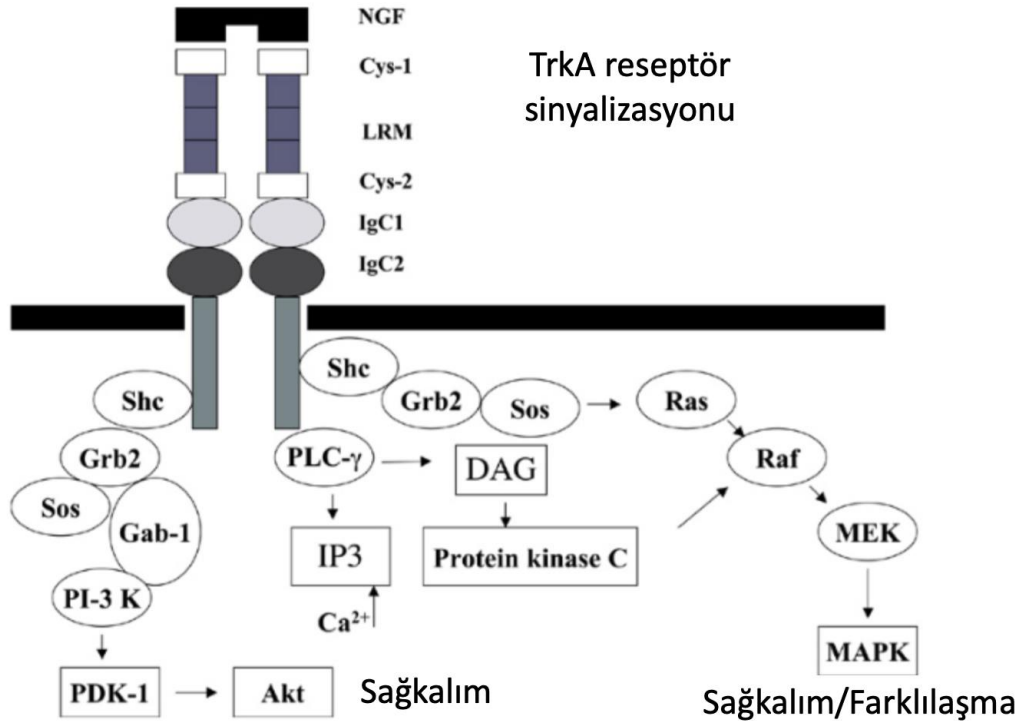 NGF
Cys-1
TrkA reseptör
sinyalizasyonu
LRM
Cys-2
IgC1
IgC2
Shc
Shc
Grb2
Sos
Ras
Grb2
PLC-γ
DAG
Raf
Sos
Gab-1
IP3
Protein kinase C
MEK
PI-3 K
Ca²⁺
MAPK
PDK-1
Akt
Sağkalım
Sağkalım/Farklılaşma